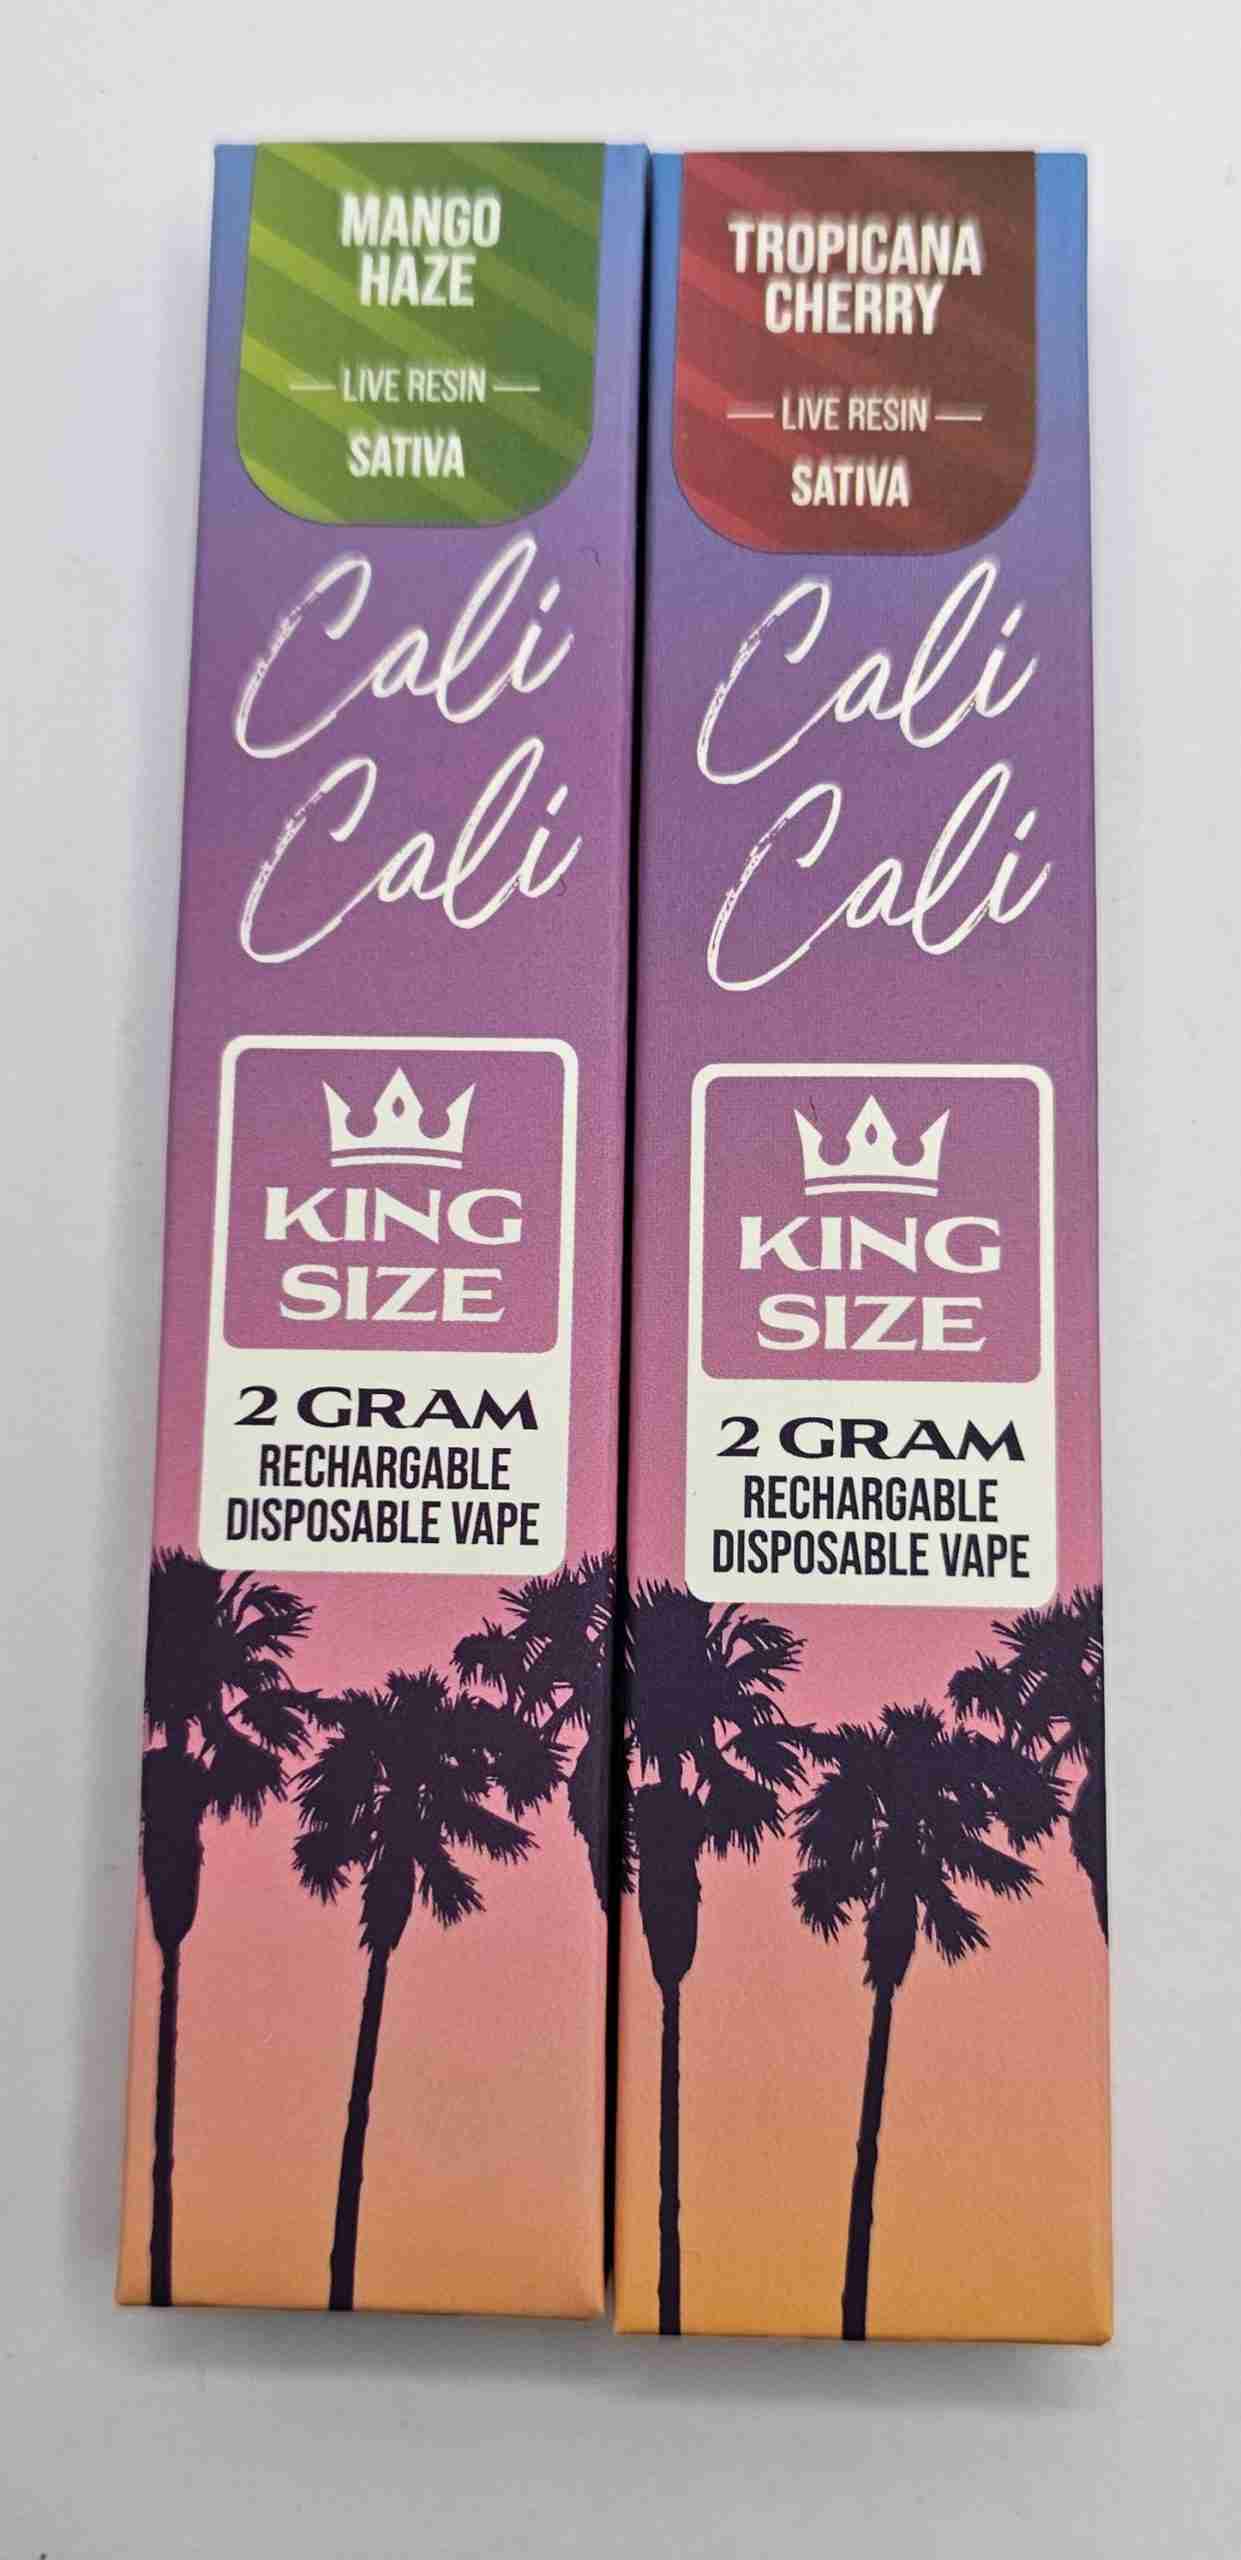 MANGO
HAZE
LIVE RESIN
SATIVA
Cali
Cali
KING
SIZE
2 GRAM
RECHARGABLE
DISPOSABLE VAPE
TROPICANA
CHERRY
LIVE RESIN
SATIVA
Cali
Cali
KING
SIZE
2 GRAM
RECHARGABLE
DISPOSABLE VAPE